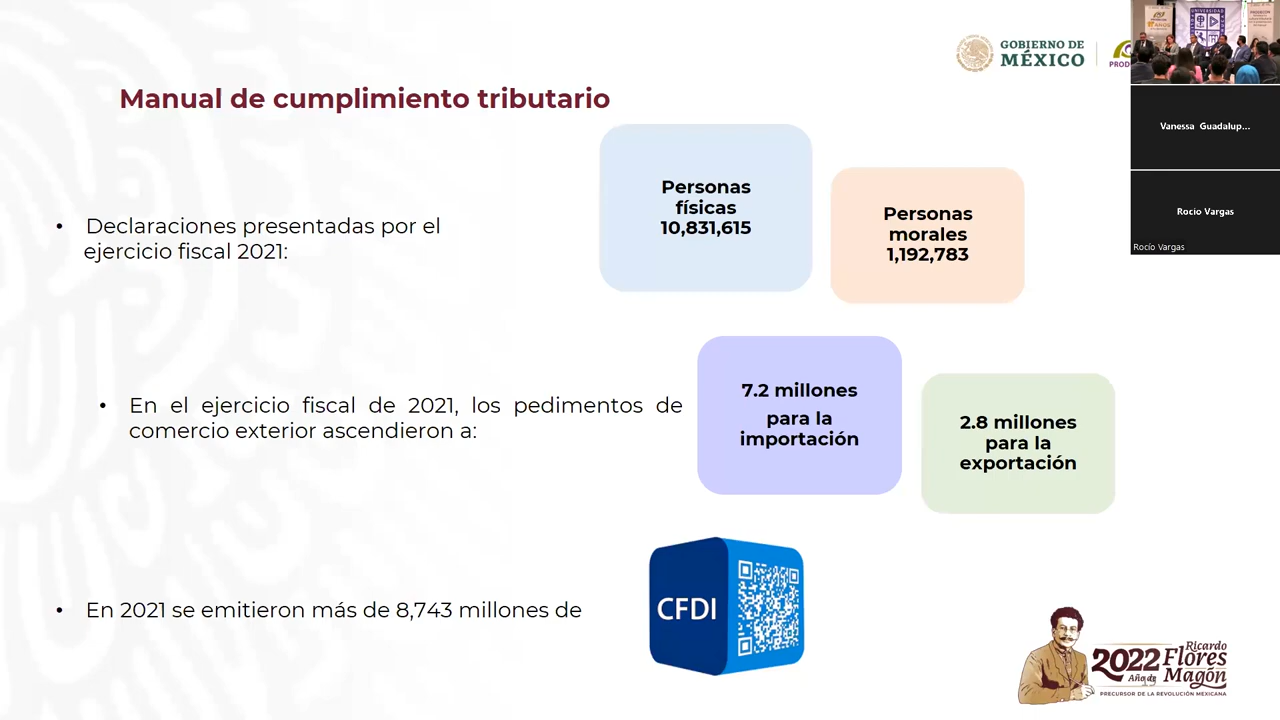 GOBIERNO DE
MÉXICO
PROD
UNIVERSIDAD
Manual de cumplimiento tributario
Vanessa Guadalup...
Rocío Vargas
Rocío Vargas
• Declaraciones presentadas por el
ejercicio fiscal 2021:
Personas
físicas
10,831,615
Personas
morales
1,192,783
• En el ejercicio fiscal de 2021, los pedimentos de
comercio exterior ascendieron a:
7.2 millones
para la
importación
2.8 millones
para la
exportación
• En 2021 se emitieron más de 8,743 millones de
CFDI
2022 Ricardo
Flores
Año de Magón
PRECURSOR DE LA REVOLUCIÓN MEXICANA